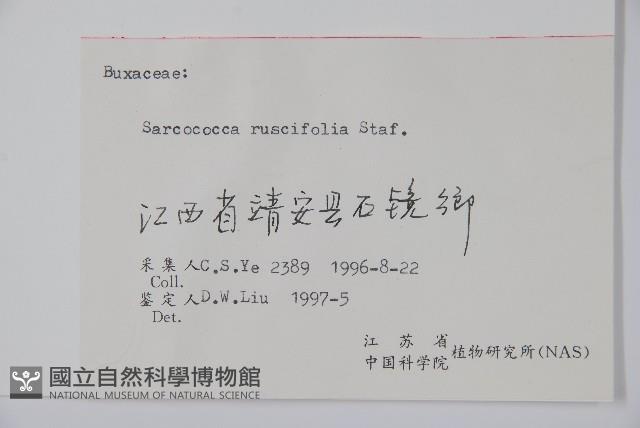 Buxaceae:
Sarcococca ruscifolia Staf.
江西省靖安县石镜乡
采集人C.S.Ye 2389 1996-8-22
Coll.
鉴定人D.W.Liu 1997-5
Det.
江苏省
中国科学院 植物研究所(NAS)
國立自然科學博物館
NATIONAL MUSEUM OF NATURAL SCIENCE